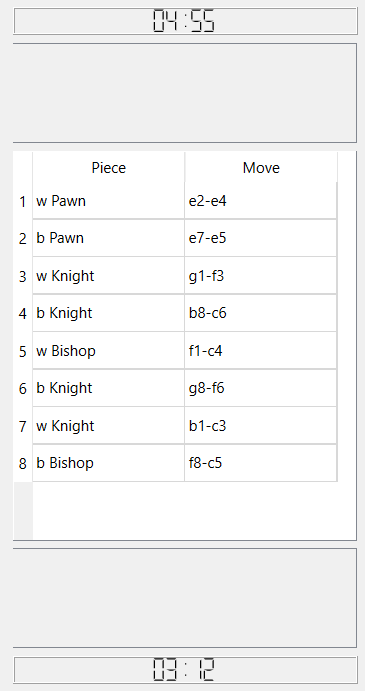 04:55
Piece Move
1 w Pawn e2-e4
2 b Pawn e7-e5
3 w Knight g1-f3
4 b Knight b8-c6
5 w Bishop f1-c4
6 b Knight g8-f6
7 w Knight b1-c3
8 b Bishop f8-c5
03:12